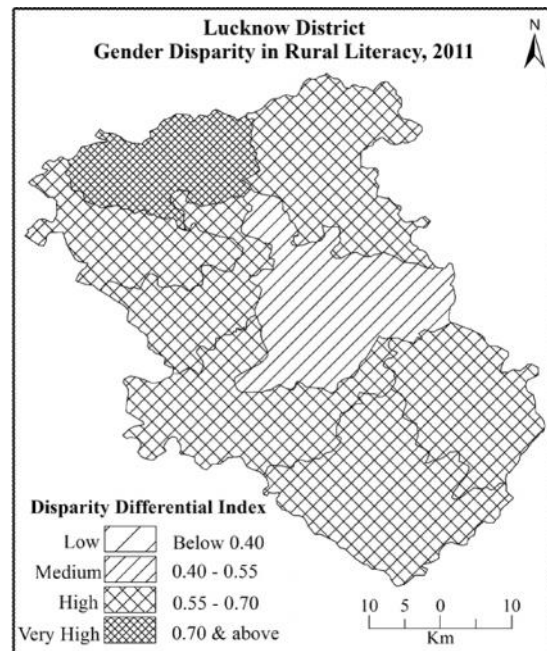 Lucknow District
Gender Disparity in Rural Literacy, 2011
N
Disparity Differential Index
Low Below 0.40
Medium 0.40 - 0.55
High 0.55 - 0.70
Very High 0.70 & above
10 5 0 10
Km